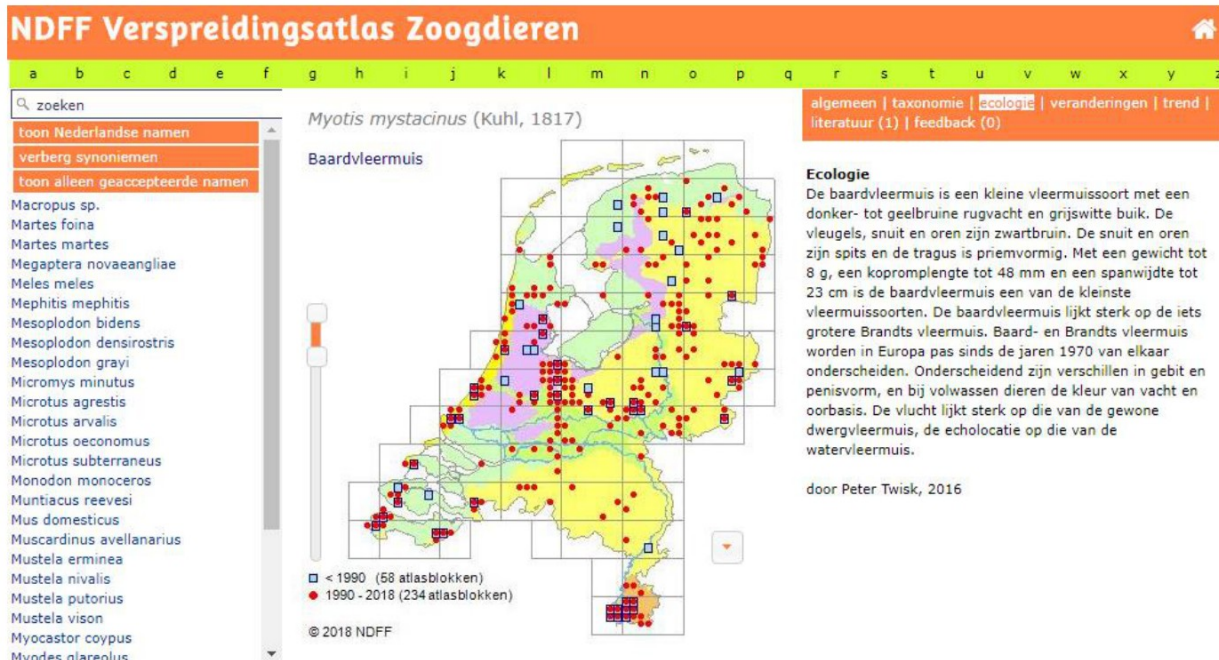 NDFF Verspreidingsatlas Zoogdieren
a b c d e f g h i j k l m n o p q r s t u v w x y z
zoeken
toon Nederlandse namen
verberg synoniemen
toon alleen geaccepteerde namen
Macropus sp.
Martes foina
Martes martes
Megaptera novaeangliae
Meles meles
Mephitis mephitis
Mesoplodon bidens
Mesoplodon densirostris
Mesoplodon grayi
Micromys minutus
Microtus agrestis
Microtus arvalis
Microtus oeconomus
Microtus subterraneus
Monodon monoceros
Muntiacus reevesi
Mus domesticus
Muscardinus avellanarius
Mustela erminea
Mustela nivalis
Mustela putorius
Mustela vison
Myocastor coypus
Myodes glareolus
Myotis mystacinus (Kuhl, 1817)
Baardvleermuis
< 1990 (58 atlasblokken)
1990 - 2018 (234 atlasblokken)
© 2018 NDFF
algemeen | taxonomie | ecologie | veranderingen | trend |
literatuur (1) | feedback (0)
Ecologie
De baardvleermuis is een kleine vleermuissoort met een
donker- tot geelbruine rugvacht en grijswitte buik. De
vleugels, snuit en oren zijn zwartbruin. De snuit en oren
zijn spits en de tragus is priemvormig. Met een gewicht tot
8 g, een kopromplengte tot 48 mm en een spanwijdte tot
23 cm is de baardvleermuis een van de kleinste
vleermuissoorten. De baardvleermuis lijkt sterk op de iets
grotere Brandts vleermuis. Baard- en Brandts vleermuis
worden in Europa pas sinds de jaren 1970 van elkaar
onderscheiden. Onderscheidend zijn verschillen in gebit en
penisvorm, en bij volwassen dieren de kleur van vacht en
oorbasis. De vlucht lijkt sterk op die van de gewone
dwergvleermuis, de echolocatie op die van de
watervleermuis.
door Peter Twisk, 2016